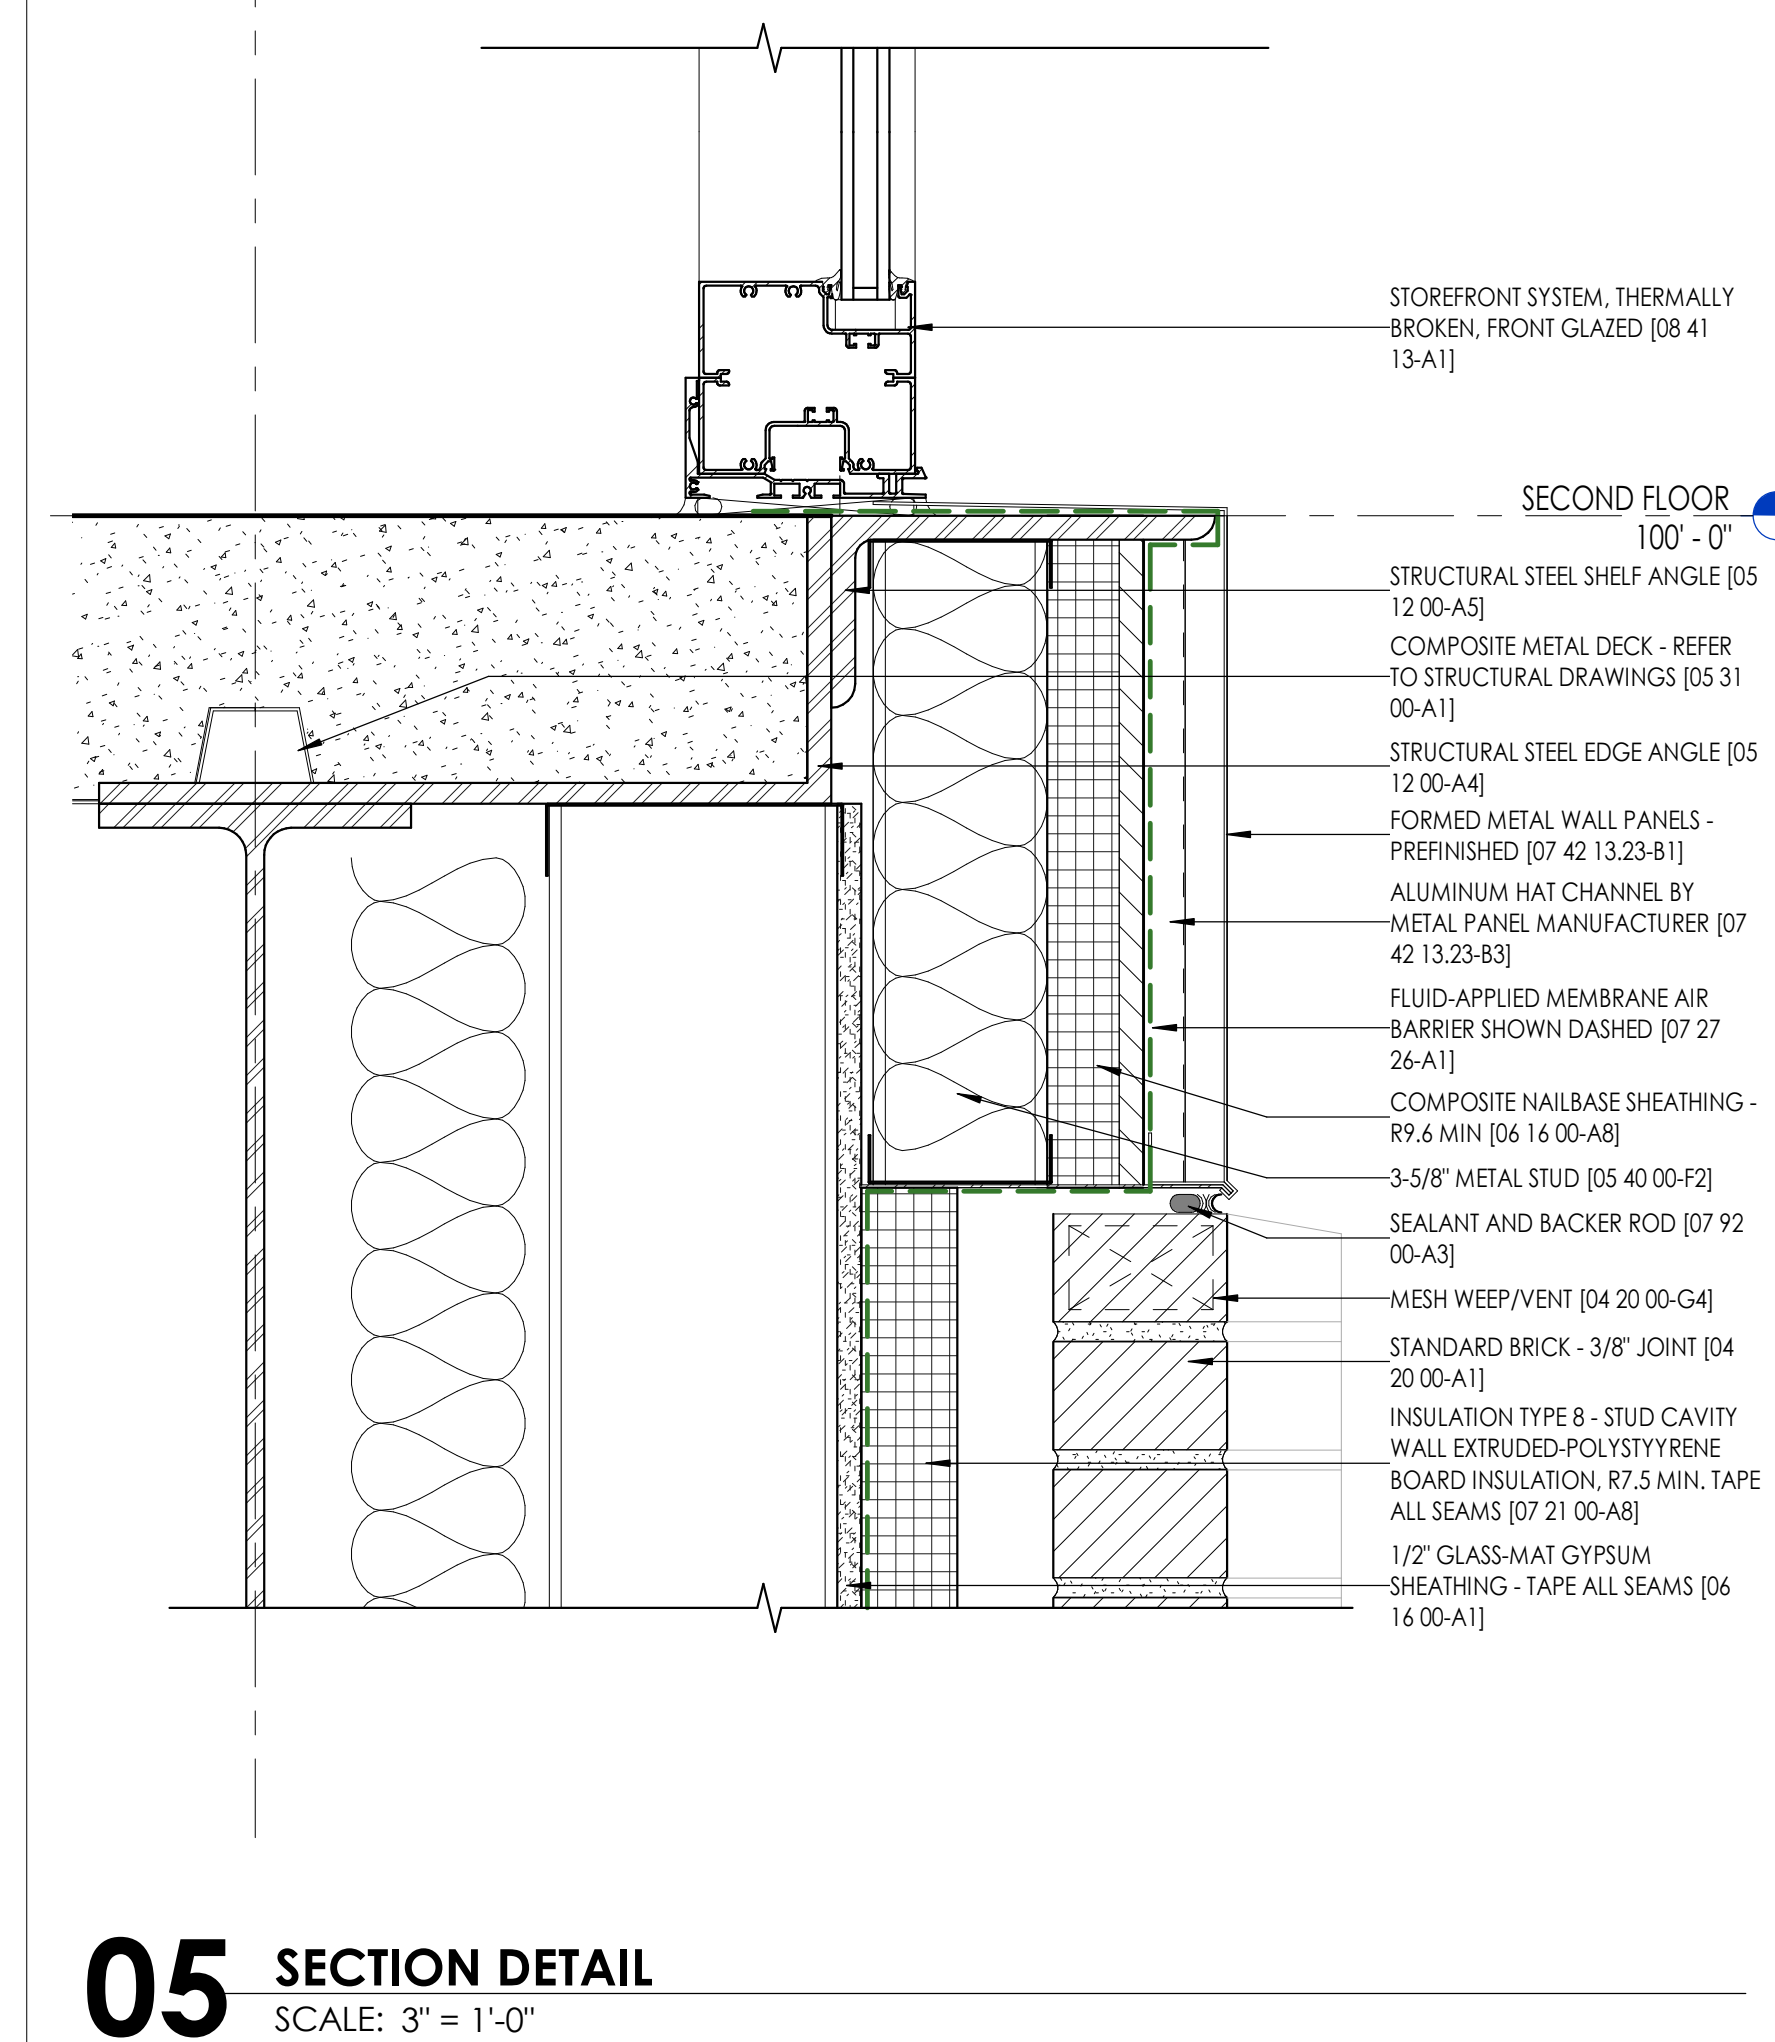 STOREFRONT SYSTEM, THERMALLY
BROKEN, FRONT GLAZED [08 41
13-A1]
SECOND FLOOR
100' - 0"
STRUCTURAL STEEL SHELF ANGLE [05
12 00-A5]
COMPOSITE METAL DECK - REFER
TO STRUCTURAL DRAWINGS [05 31
00-A1]
STRUCTURAL STEEL EDGE ANGLE [05
12 00-A4]
FORMED METAL WALL PANELS -
PREFINISHED [07 42 13.23-B1]
ALUMINUM HAT CHANNEL BY
METAL PANEL MANUFACTURER [07
42 13.23-B3]
FLUID-APPLIED MEMBRANE AIR
BARRIER SHOWN DASHED [07 27
26-A1]
COMPOSITE NAILBASE SHEATHING -
R9.6 MIN [06 16 00-A8]
3-5/8" METAL STUD [05 40 00-F2]
SEALANT AND BACKER ROD [07 92
00-A3]
MESH WEEP/VENT [04 20 00-G4]
STANDARD BRICK - 3/8" JOINT [04
20 00-A1]
INSULATION TYPE 8 - STUD CAVITY
WALL EXTRUDED-POLYSTYYRENE
BOARD INSULATION, R7.5 MIN. TAPE
ALL SEAMS [07 21 00-A8]
1/2" GLASS-MAT GYPSUM
SHEATHING - TAPE ALL SEAMS [06
16 00-A1]
05 SECTION DETAIL
SCALE: 3" = 1'-0"